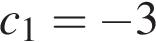 c₁ = −3